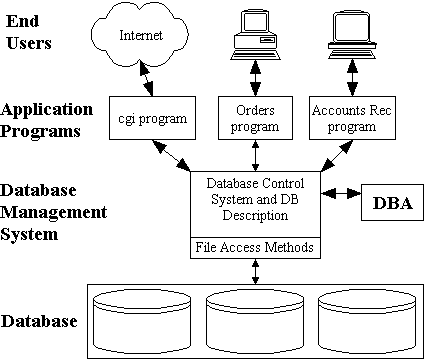 End
Users
Internet
Application
Programs
cgi program
Orders
program
Accounts Rec
program
Database
Management
System
Database Control
System and DB
Description
File Access Methods
DBA
Database